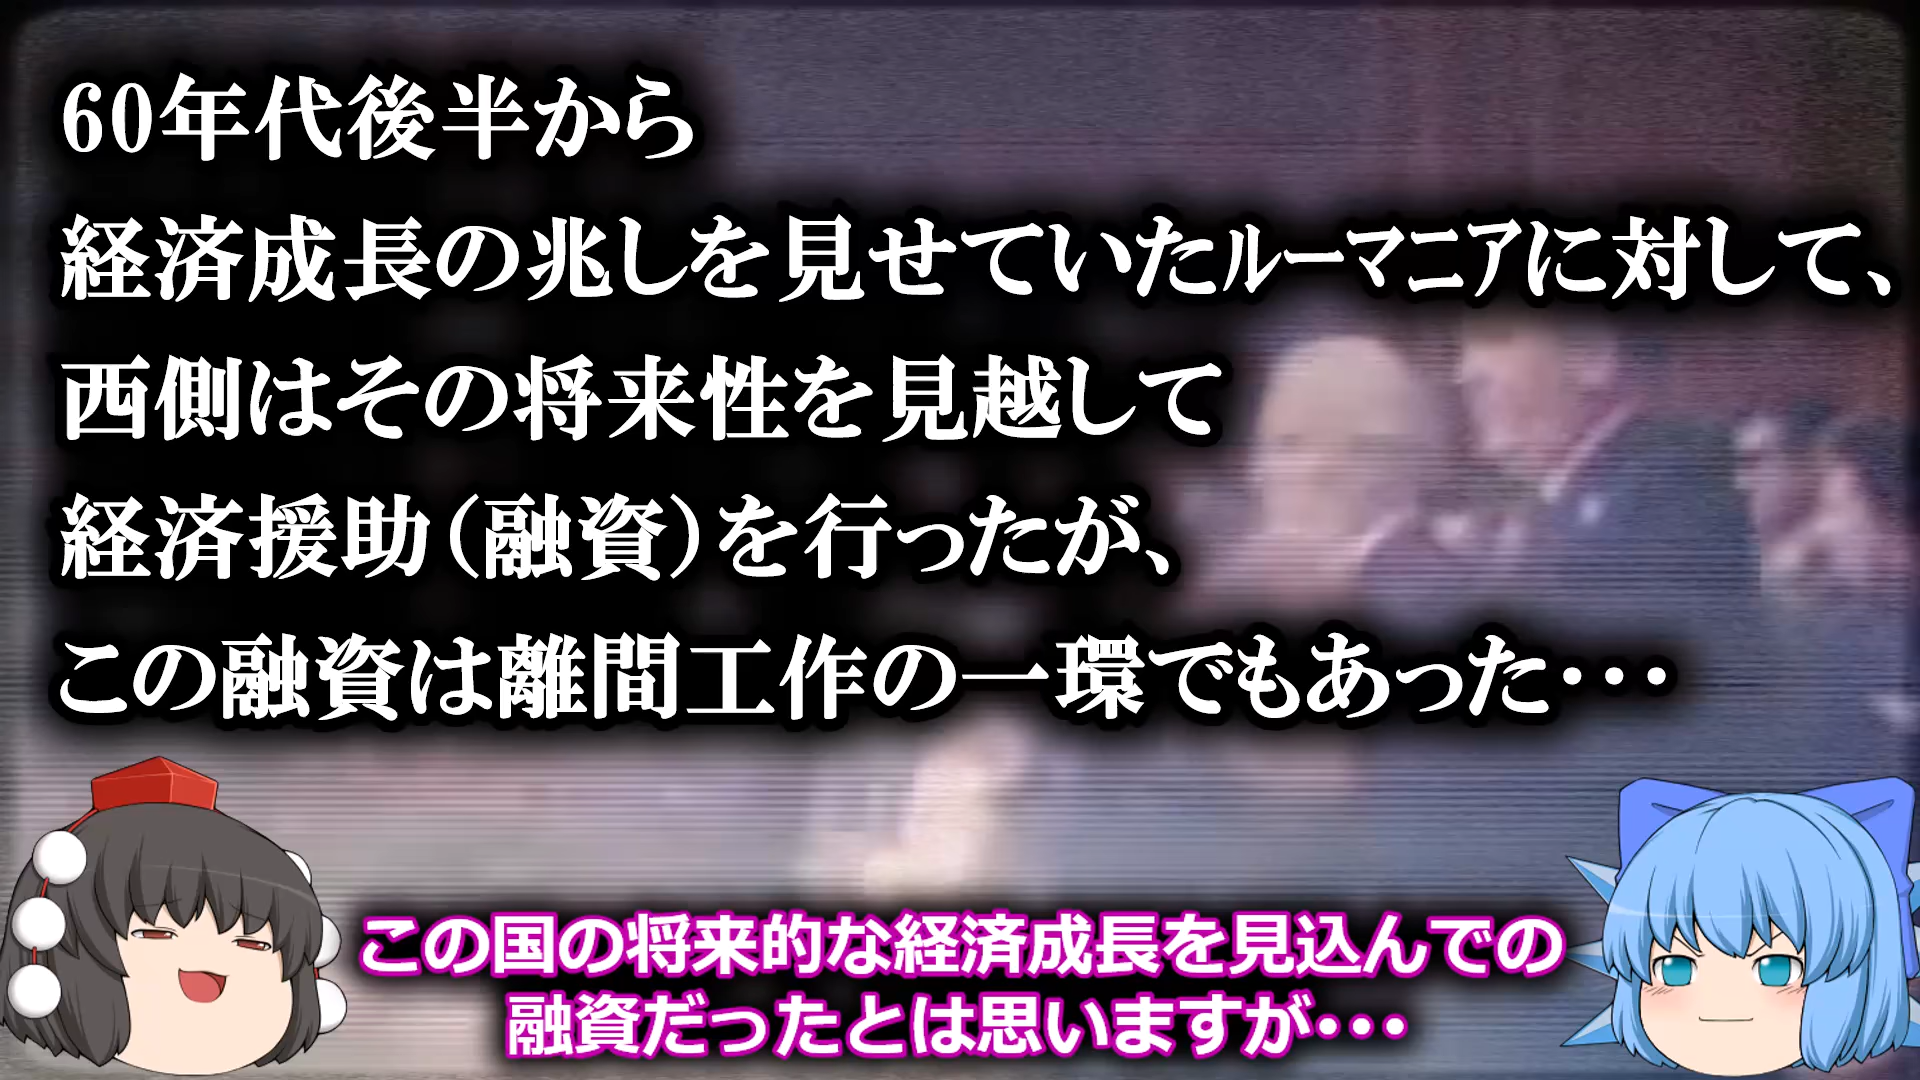 60年代後半から
経済成長の兆しを見せていたルーマニアに対して、
西側はその将来性を見越して
経済援助（融資）を行ったが、
この融資は離間工作の一環でもあった・・・
この国の将来的な経済成長を見込んでの
融資だったとは思いますが・・・